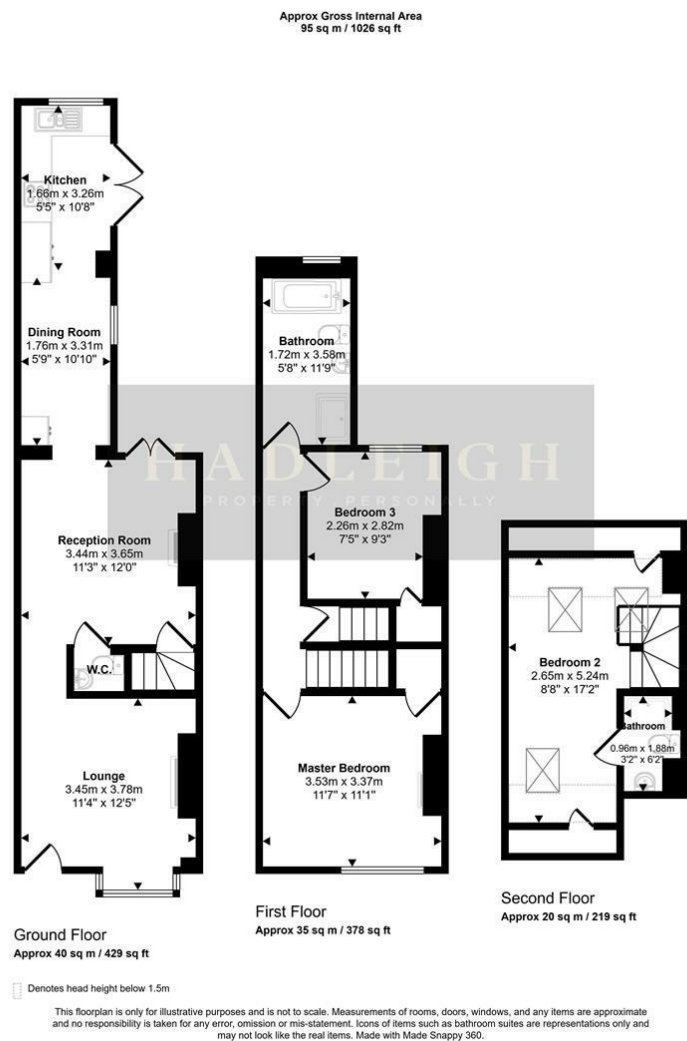 Approx Gross Internal Area
95 sq m / 1026 sq ft
Kitchen
1.66m x 3.26m
5'5" x 10'8"
Dining Room
1.76m x 3.31m
5'9" x 10'10"
Reception Room
3.44m x 3.65m
11'3" x 12'0"
W.C.
Lounge
3.45m x 3.78m
11'4" x 12'5"
Ground Floor
Approx 40 sq m / 429 sq ft
Bathroom
1.72m x 3.58m
5'8" x 11'9"
HADLEIGH
PROPERTY, PERSONALLY
Bedroom 3
2.26m x 2.82m
7'5" x 9'3"
Master Bedroom
3.53m x 3.37m
11'7" x 11'1"
First Floor
Approx 35 sq m / 378 sq ft
Bedroom 2
2.65m x 5.24m
8'8" x 17'2"
Bathroom
0.96m x 1.88m
3'2" x 6'2"
Second Floor
Approx 20 sq m / 219 sq ft
Denotes head height below 1.5m
This floorplan is only for illustrative purposes and is not to scale. Measurements of rooms, doors, windows, and any items are approximate
and no responsibility is taken for any error, omission or mis-statement. Icons of items such as bathroom suites are representations only and
may not look like the real items. Made with Made Snappy 360.